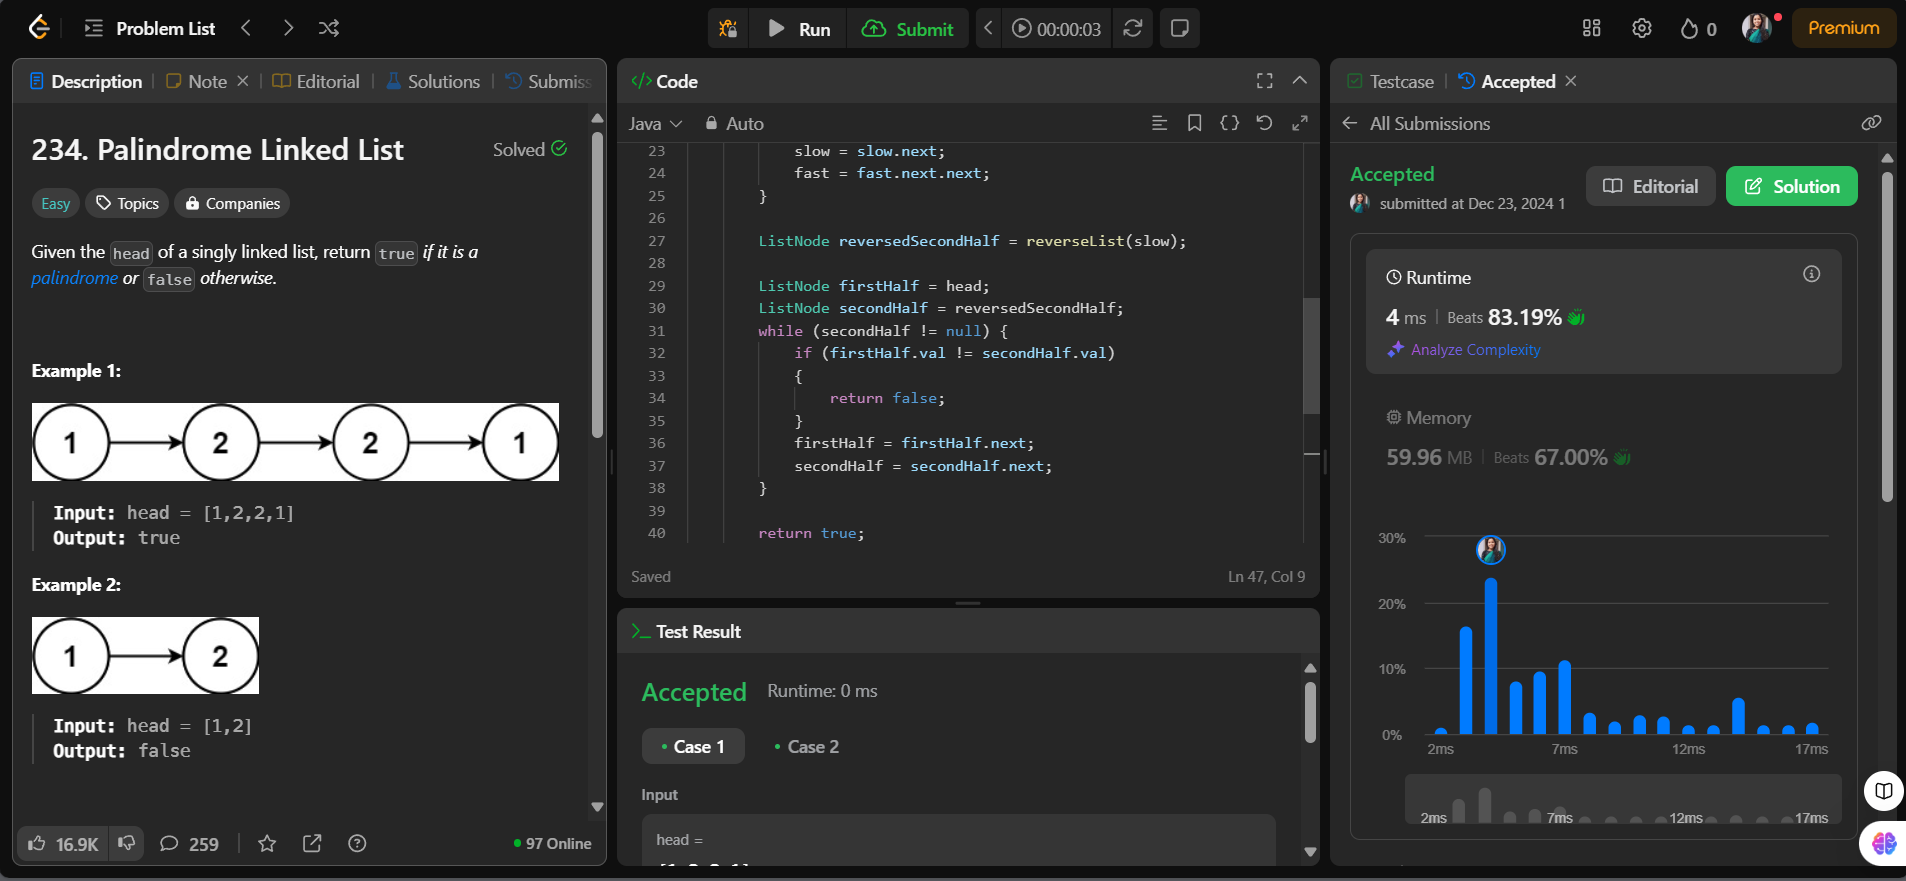 Problem List
Run
Submit
00:00:03
0
Premium
Description
Note
Editorial
Solutions
Submiss
234. Palindrome Linked List
Solved
Easy
Topics
Companies
Given the head of a singly linked list, return true if it is a
palindrome or false otherwise.
Example 1:
1 2 2 1
Input: head = [1,2,2,1]
Output: true
Example 2:
1 2
Input: head = [1,2]
Output: false
16.9K
259
97 Online
</> Code
Java
Auto
23 slow = slow.next;
24 fast = fast.next.next;
25 }
26
27 ListNode reversedSecondHalf = reverseList(slow);
28
29 ListNode firstHalf = head;
30 ListNode secondHalf = reversedSecondHalf;
31 while (secondHalf != null) {
32 if (firstHalf.val != secondHalf.val)
33 {
34 return false;
35 }
36 firstHalf = firstHalf.next;
37 secondHalf = secondHalf.next;
38 }
39
40 return true;
Saved
Ln 47, Col 9
>_ Test Result
Accepted
Runtime: 0 ms
Case 1
Case 2
Input
head =
Testcase
Accepted
All Submissions
Accepted
submitted at Dec 23, 2024 1
Editorial
Solution
Runtime
4 ms
Beats 83.19%
Analyze Complexity
Memory
59.96 MB
Beats 67.00%
30%
20%
10%
0%
2ms 7ms 12ms 17ms
2ms 7ms 12ms 17ms